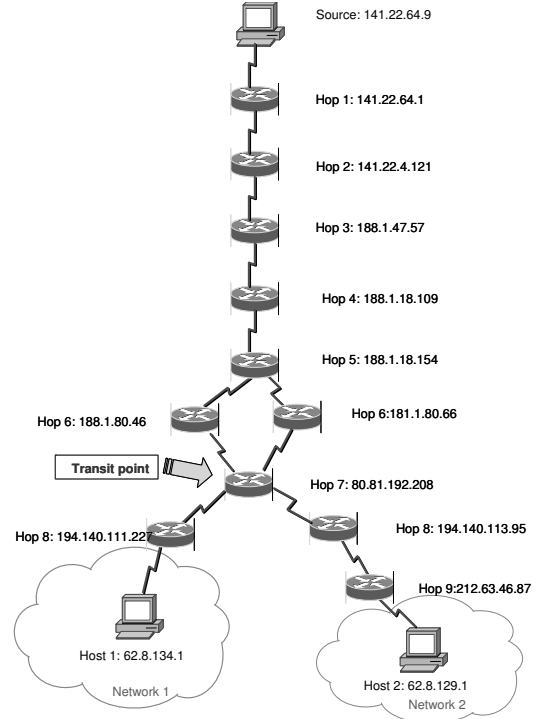 Source: 141.22.64.9
Hop 1: 141.22.64.1
Hop 2: 141.22.4.121
Hop 3: 188.1.47.57
Hop 4: 188.1.18.109
Hop 5: 188.1.18.154
Hop 6: 188.1.80.46
Hop 6:181.1.80.66
Transit point
Hop 7: 80.81.192.208
Hop 8: 194.140.111.227
Hop 8: 194.140.113.95
Hop 9:212.63.46.87
Host 1: 62.8.134.1
Network 1
Host 2: 62.8.129.1
Network 2